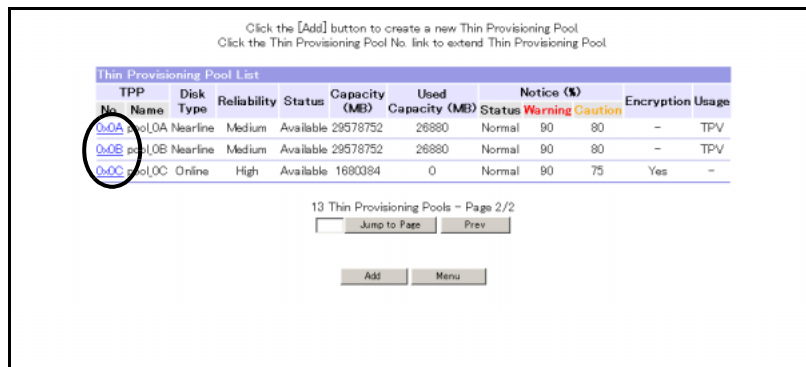 Click the [Add] button to create a new Thin Provisioning Pool.
Click the Thin Provisioning Pool No. link to extend Thin Provisioning Pool.
Thin Provisioning Pool List
TPP Disk Type Reliability Status Capacity (MB) Used Capacity (MB) Notice (%) Encryption Usage
No. Name Status Warning Caution
0x0A pool_0A Nearline Medium Available 29578752 26880 Normal 90 80 - TPV
0x0B pool_0B Nearline Medium Available 29578752 26880 Normal 90 80 - TPV
0x0C pool_0C Online High Available 1680384 0 Normal 90 75 Yes -
13 Thin Provisioning Pools - Page 2/2
Jump to Page Prev
Add Menu